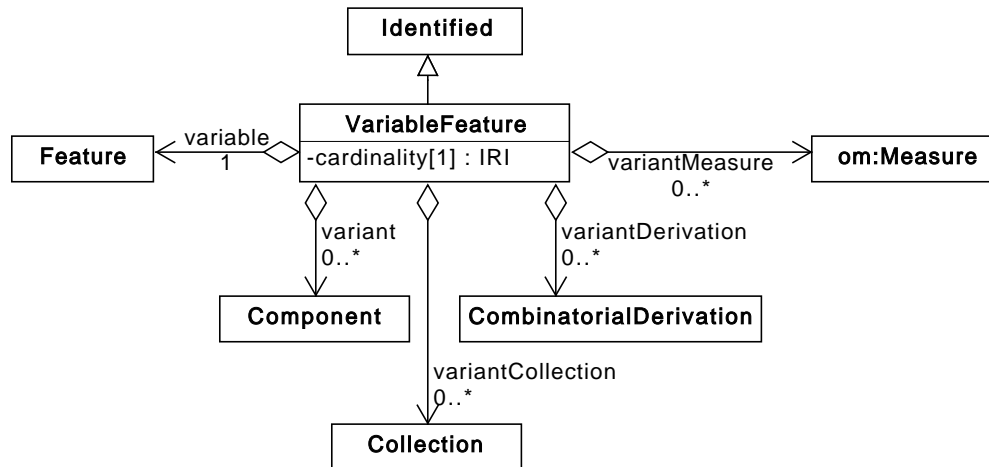 Identified
VariableFeature
-cardinality[1] : IRI
variable
1
Feature
variantMeasure
0..*
om:Measure
variant
0..*
variantDerivation
0..*
Component
CombinatorialDerivation
variantCollection
0..*
Collection